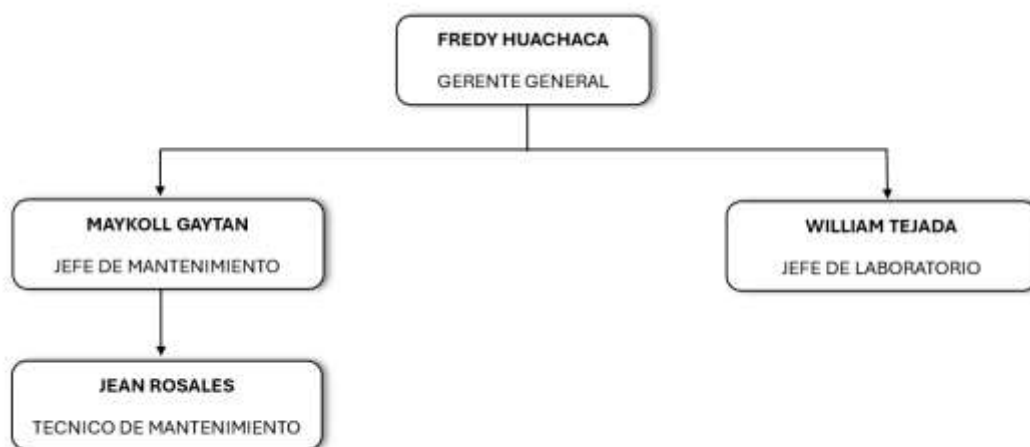 FREDY HUACHACA
GERENTE GENERAL
MAYKOLL GAYTAN
JEFE DE MANTENIMIENTO
WILLIAM TEJADA
JEFE DE LABORATORIO
JEAN ROSALES
TECNICO DE MANTENIMIENTO